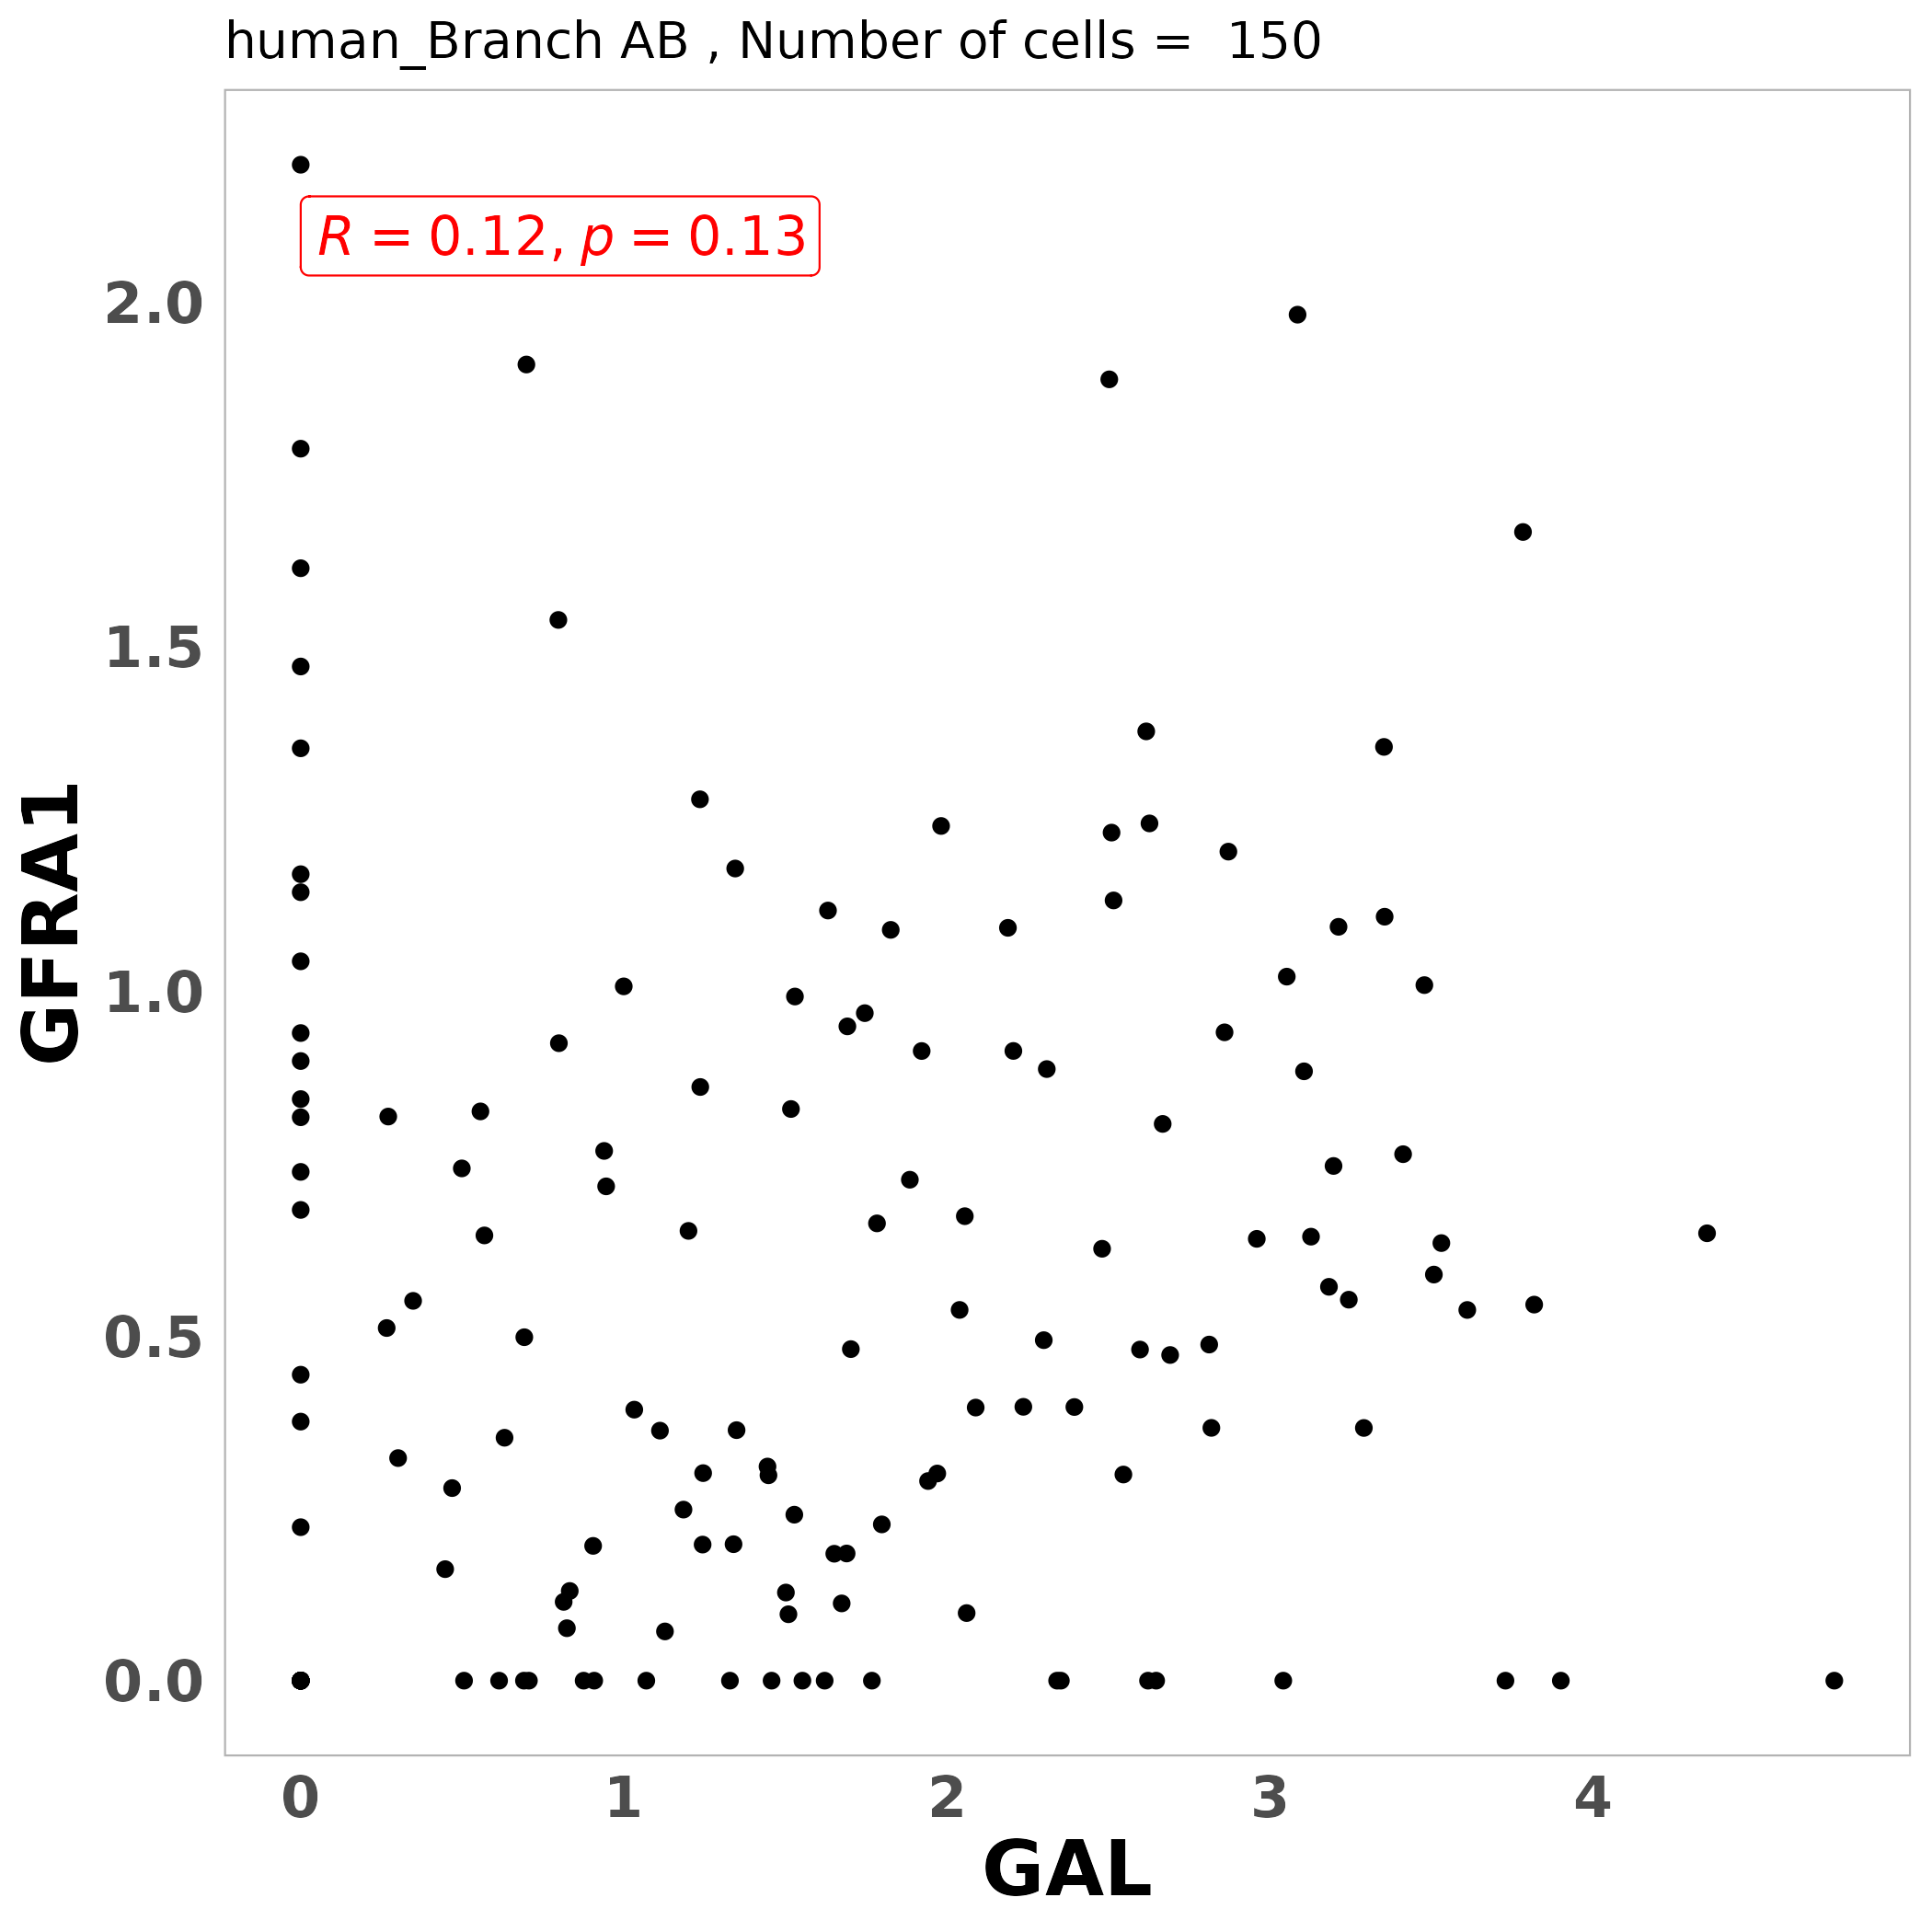 human_Branch AB , Number of cells =  150
R = 0.12, p = 0.13
2.0
1.5
1.0
0.5
0.0
GFRA1
0 1 2 3 4
GAL